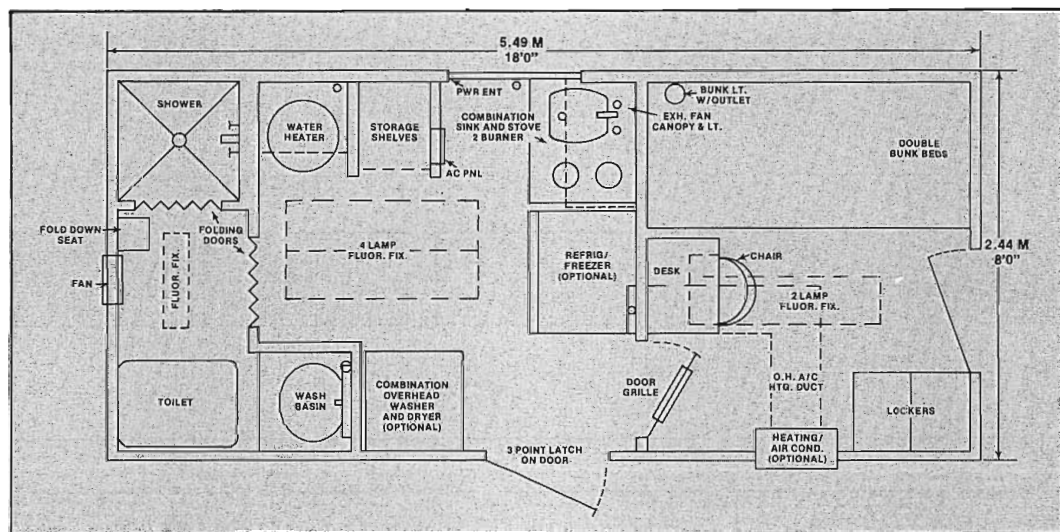 5.49 M
18'0"
SHOWER
WATER
HEATER
STORAGE
SHELVES
PWR ENT
AC PNL
COMBINATION
SINK AND STOVE
2 BURNER
BUNK LT.
W/OUTLET
EXH. FAN
CANOPY & LT.
DOUBLE
BUNK BEDS
2.44 M
8'0"
FOLD DOWN
SEAT
FOLDING
DOORS
FAN
FLUOR. FIX.
4 LAMP
FLUOR. FIX.
REFRIG/
FREEZER
(OPTIONAL)
DESK
CHAIR
2 LAMP
FLUOR. FIX.
TOILET
WASH
BASIN
COMBINATION
OVERHEAD
WASHER
AND DRYER
(OPTIONAL)
DOOR
GRILLE
O.H. A/C
HTG. DUCT
LOCKERS
3 POINT LATCH
ON DOOR
HEATING/
AIR COND.
(OPTIONAL)